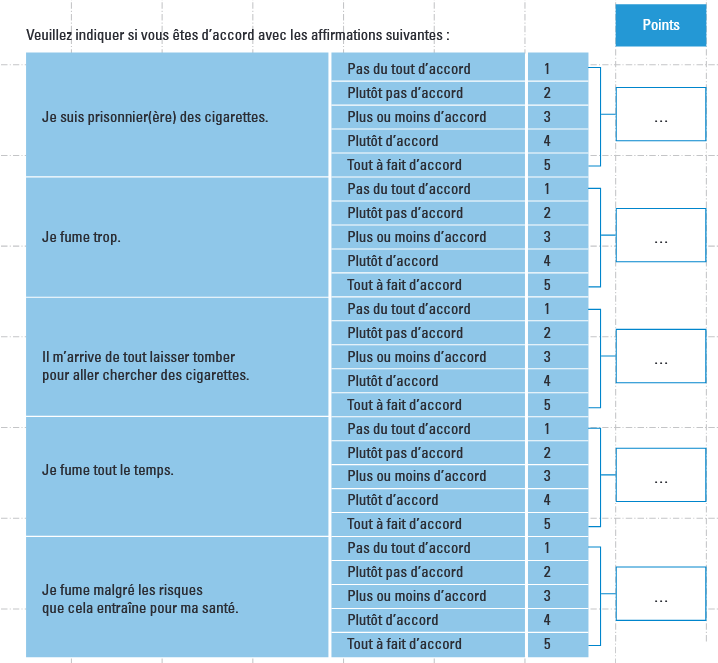 Points
Veuillez indiquer si vous êtes d'accord avec les affirmations suivantes :
Je suis prisonnier(ère) des cigarettes.
Pas du tout d'accord 1
Plutôt pas d'accord 2
Plus ou moins d'accord 3
Plutôt d'accord 4
Tout à fait d'accord 5
...
Je fume trop.
Pas du tout d'accord 1
Plutôt pas d'accord 2
Plus ou moins d'accord 3
Plutôt d'accord 4
Tout à fait d'accord 5
...
Il m'arrive de tout laisser tomber
pour aller chercher des cigarettes.
Pas du tout d'accord 1
Plutôt pas d'accord 2
Plus ou moins d'accord 3
Plutôt d'accord 4
Tout à fait d'accord 5
...
Je fume tout le temps.
Pas du tout d'accord 1
Plutôt pas d'accord 2
Plus ou moins d'accord 3
Plutôt d'accord 4
Tout à fait d'accord 5
...
Je fume malgré les risques
que cela entraîne pour ma santé.
Pas du tout d'accord 1
Plutôt pas d'accord 2
Plus ou moins d'accord 3
Plutôt d'accord 4
Tout à fait d'accord 5
...